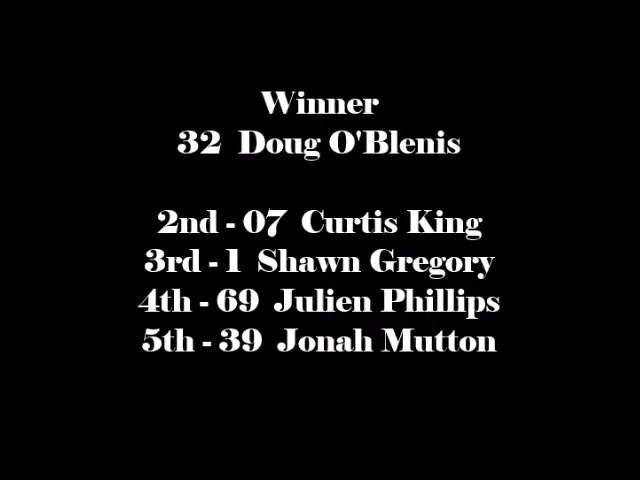 Winner
32 Doug O'Blenis
2nd - 07 Curtis King
3rd - 1 Shawn Gregory
4th - 69 Julien Phillips
5th - 39 Jonah Mutton